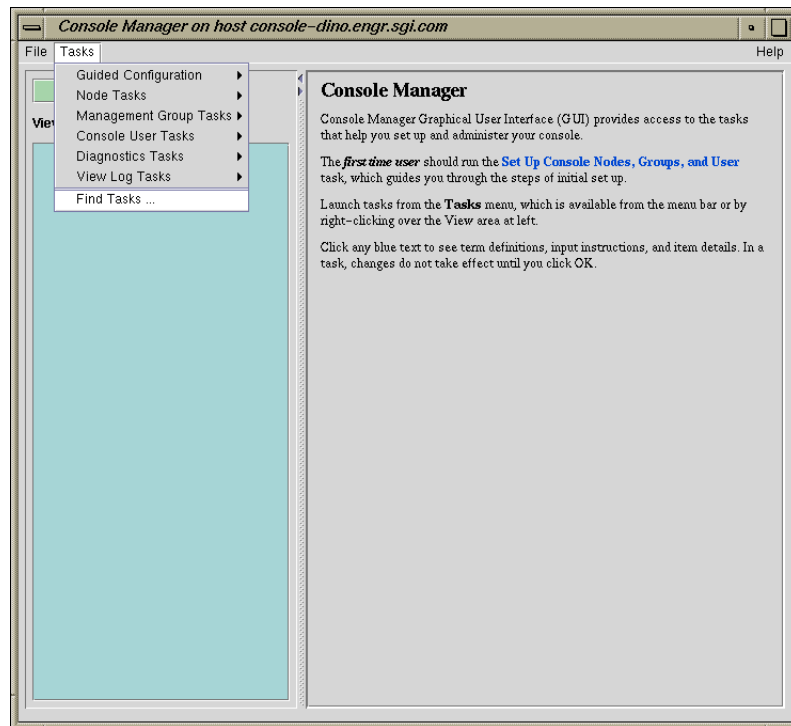 Console Manager on host console-dino.engr.sgi.com
File Tasks Help
Guided Configuration
Node Tasks
Management Group Tasks
Console User Tasks
Diagnostics Tasks
View Log Tasks
Find Tasks ...
Console Manager
Console Manager Graphical User Interface (GUI) provides access to the tasks
that help you set up and administer your console.
The first time user should run the Set Up Console Nodes, Groups, and User
task, which guides you through the steps of initial set up.
Launch tasks from the Tasks menu, which is available from the menu bar or by
right-clicking over the View area at left.
Click any blue text to see term definitions, input instructions, and item details. In a
task, changes do not take effect until you click OK.